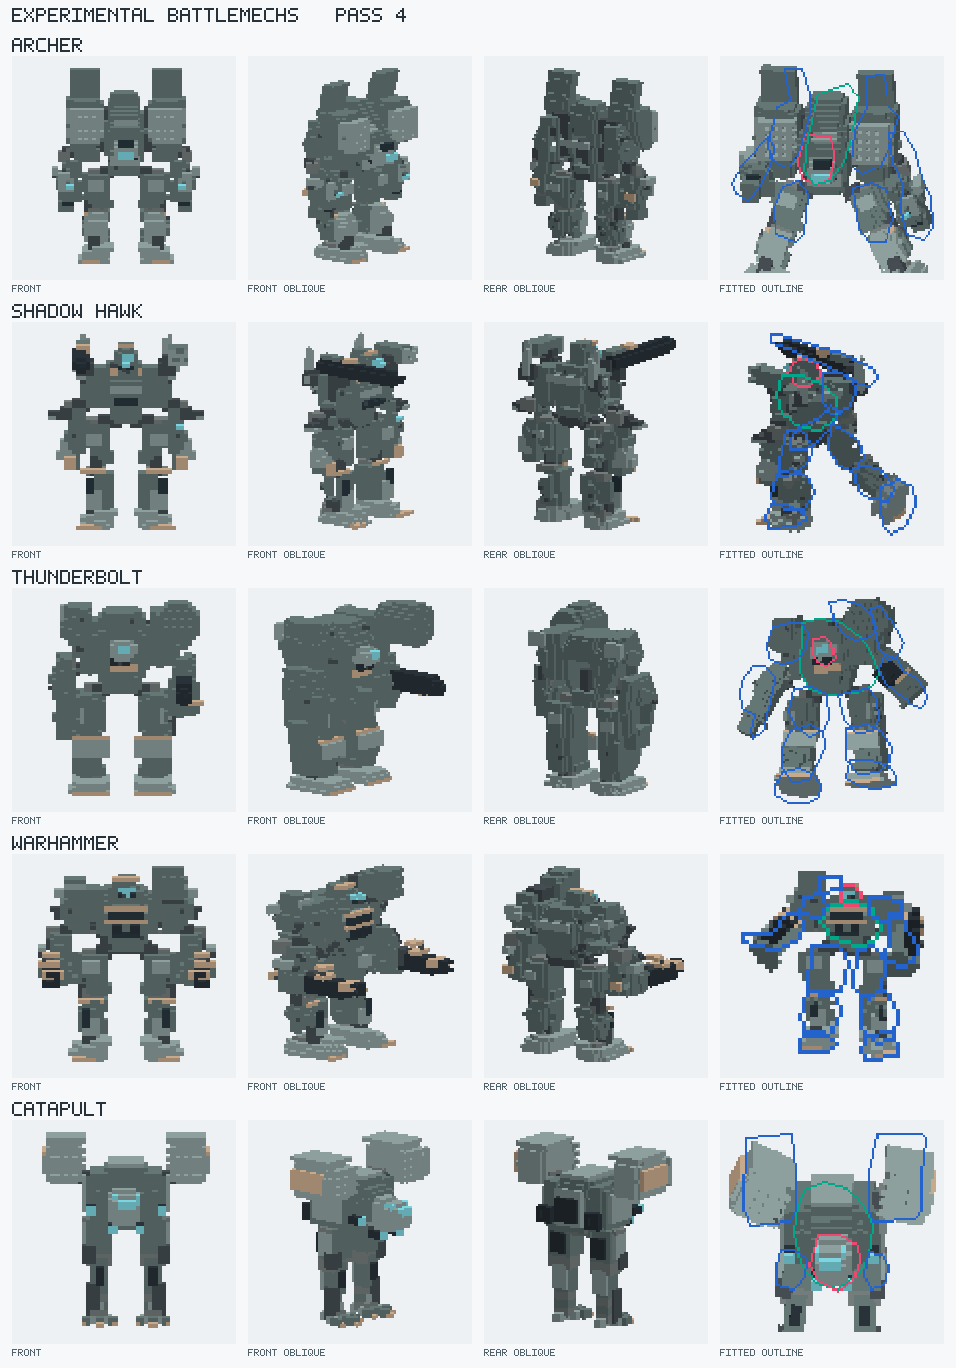 EXPERIMENTAL BATTLEMECHS PASS 4
ARCHER
FRONT FRONT OBLIQUE REAR OBLIQUE FITTED OUTLINE
SHADOW HAWK
FRONT FRONT OBLIQUE REAR OBLIQUE FITTED OUTLINE
THUNDERBOLT
FRONT FRONT OBLIQUE REAR OBLIQUE FITTED OUTLINE
WARHAMMER
FRONT FRONT OBLIQUE REAR OBLIQUE FITTED OUTLINE
CATAPULT
FRONT FRONT OBLIQUE REAR OBLIQUE FITTED OUTLINE